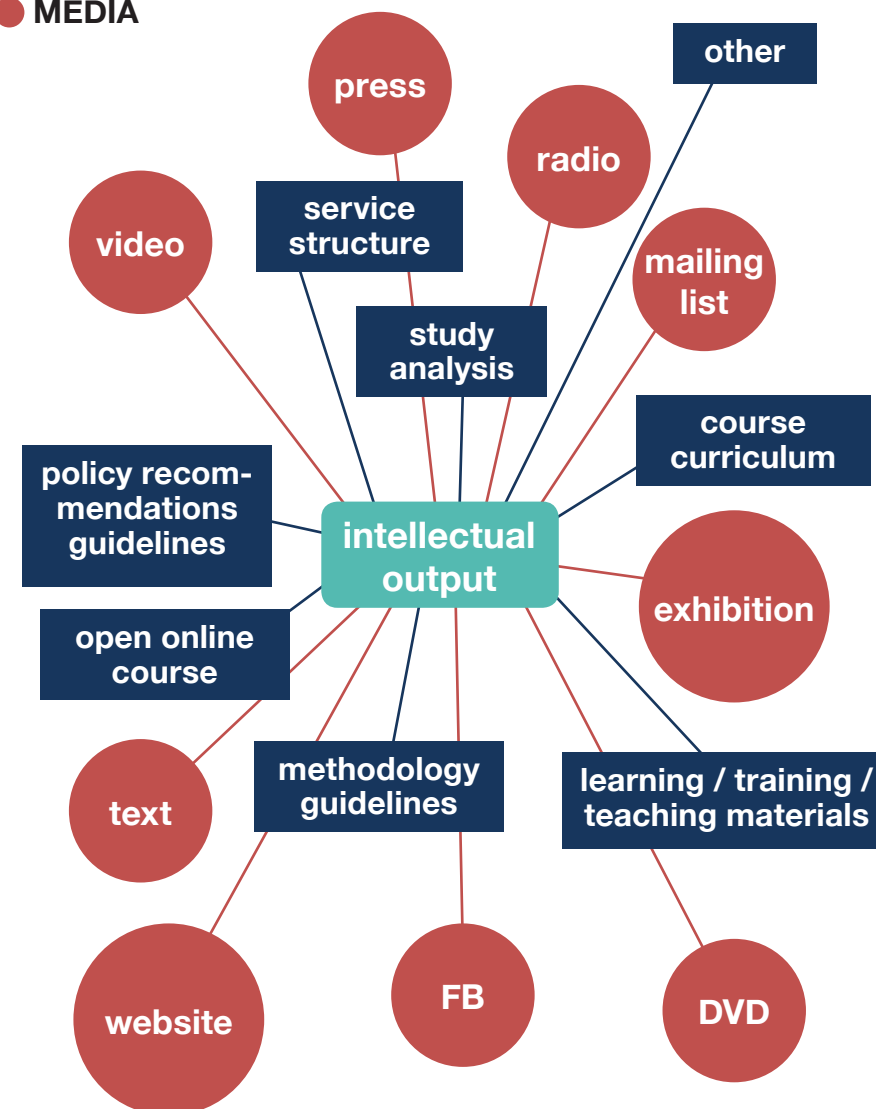 MEDIA
press
other
radio
service
structure
video
mailing
list
study
analysis
course
curriculum
policy recom-
mendations
guidelines
intellectual
output
exhibition
open online
course
methodology
guidelines
learning / training /
teaching materials
text
website
FB
DVD